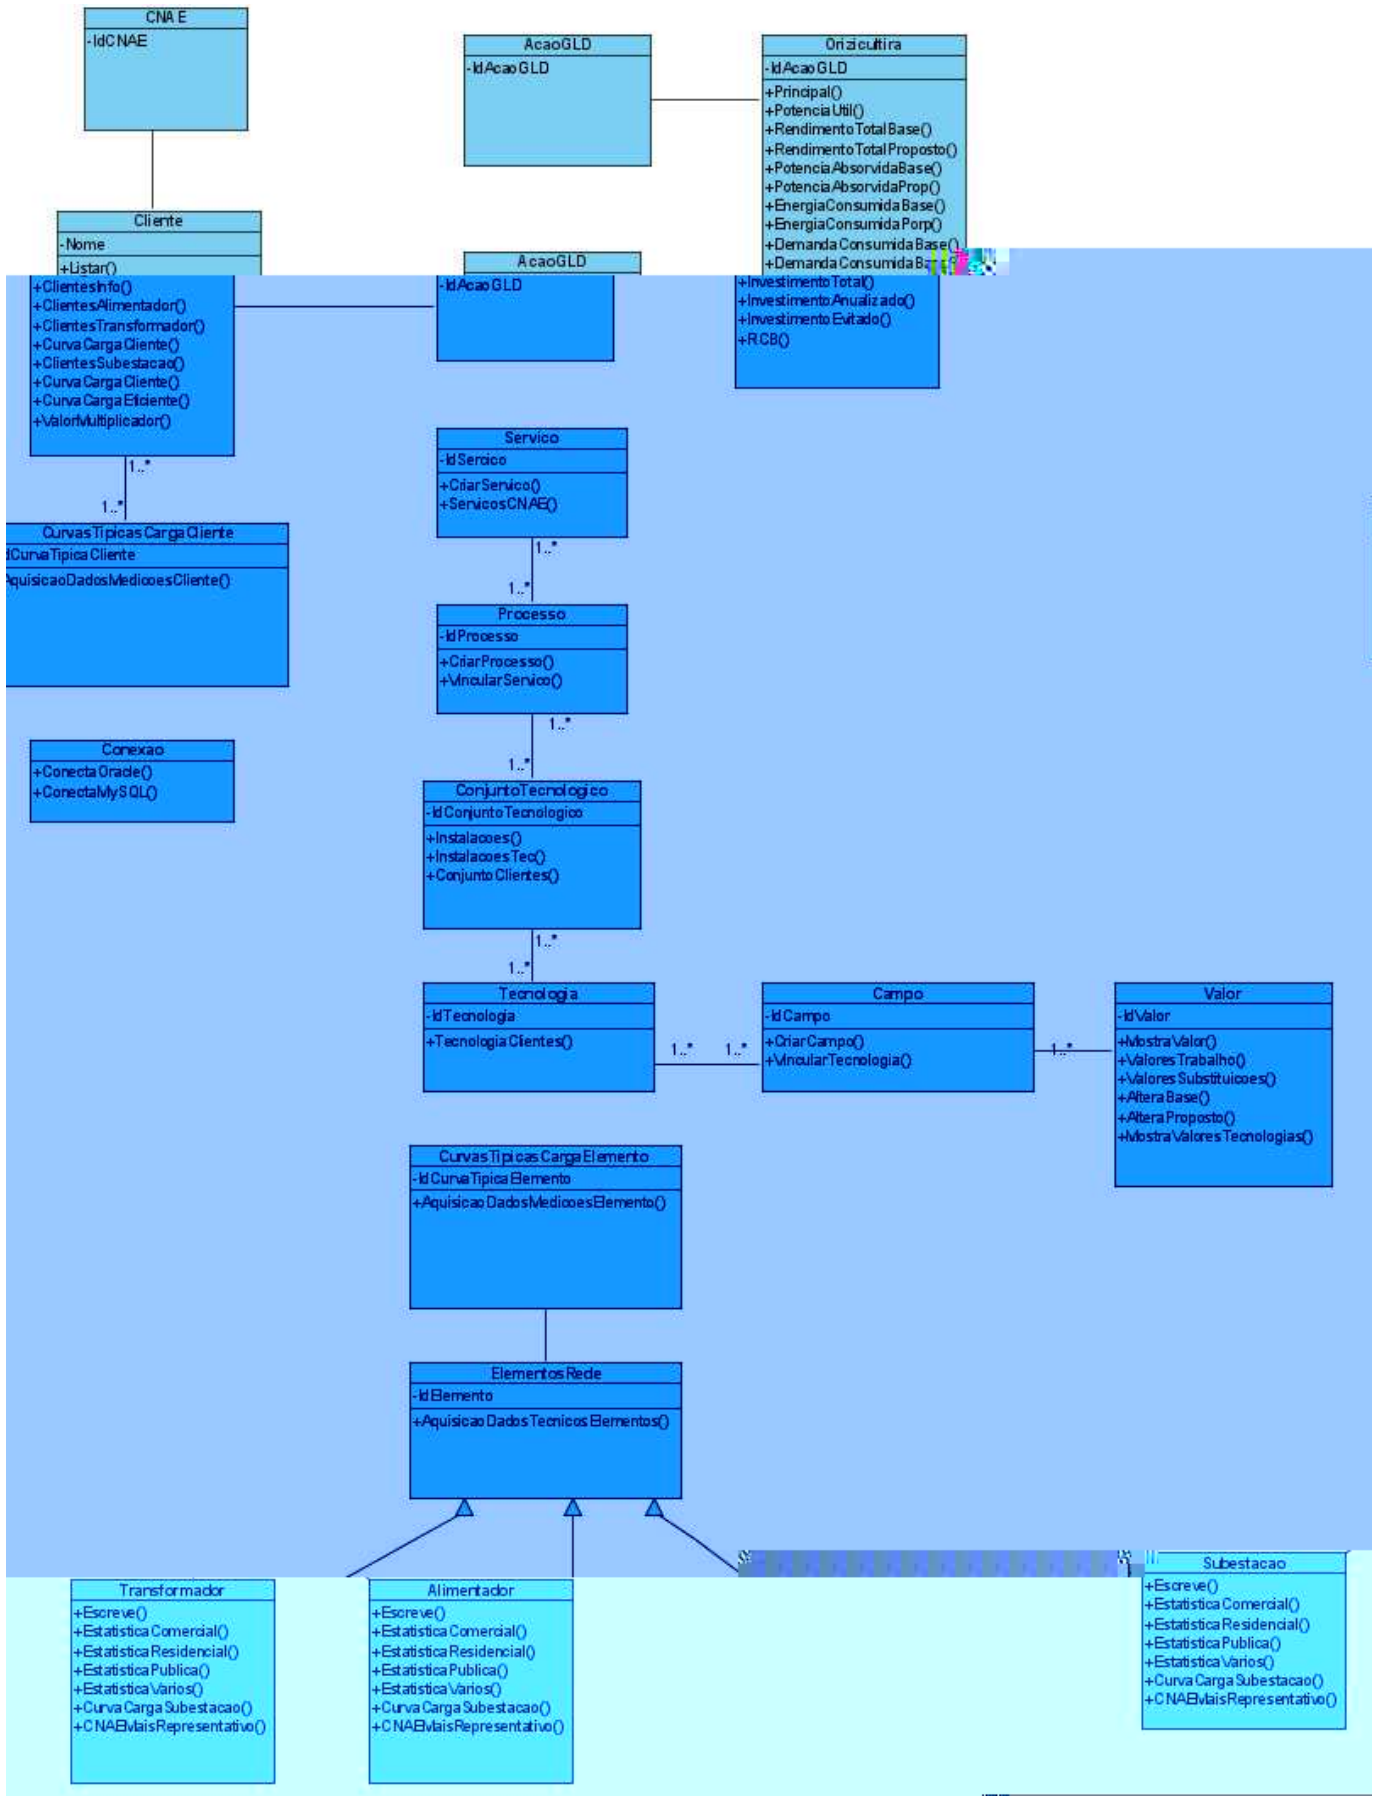 CNAE
-IdCNAE
AcaoGLD
-IdAcaoGLD
Orizicultira
-IdAcaoGLD
+Principal()
+PotenciaUtil()
+RendimentoTotalBase()
+RendimentoTotalProposto()
+PotenciaAbsorvidaBase()
+PotenciaAbsorvidaProp()
+EnergiaConsumidaBase()
+EnergiaConsumidaPorp()
+DemandaConsumidaBase()
+InvestimentoTotal()
+InvestimentoAnualizado()
+InvestimentoEvitado()
+RCB()
Cliente
-Nome
+Listar()
+ClientesInfo()
+ClientesAlimentador()
+ClientesTransformador()
+CurvaCargaCliente()
+ClientesSubestacao()
+CurvaCargaCliente()
+CurvaCargaEficiente()
+ValorMultiplicador()
AcaoGLD
-IdAcaoGLD
1..*
1..*
CurvasTipicasCargaCliente
dCurvaTipicaCliente
AquisicaoDadosMedicoesCliente()
Conexao
+ConectaOracle()
+ConectaMySQL()
Servico
-IdSercico
+CriarServico()
+ServicosCNAE()
1..*
1..*
Processo
-IdProcesso
+CriarProcesso()
+VincularServico()
1..*
1..*
ConjuntoTecnologico
-IdConjuntoTecnologico
+Instalacoes()
+InstalacoesTec()
+ConjuntoClientes()
1..*
1..*
Tecnologia
-IdTecnologia
+TecnologiaClientes()
1..* 1..*
Campo
-IdCampo
+CriarCampo()
+VincularTecnologia()
1..*
Valor
-IdValor
+MostraValor()
+ValoresTrabalho()
+ValoresSubstituicoes()
+AlteraBase()
+AlteraProposto()
+MostraValoresTecnologias()
CurvasTipicasCargaElemento
-IdCurvaTipicaElemento
+AquisicaoDadosMedicoesElemento()
ElementosRede
-IdElemento
+AquisicaoDadosTecnicosElementos()
Transformador
+Escreve()
+EstatisticaComercial()
+EstatisticaResidencial()
+EstatisticaPublica()
+EstatisticaVarios()
+CurvaCargaSubestacao()
+CNAEMaisRepresentativo()
Alimentador
+Escreve()
+EstatisticaComercial()
+EstatisticaResidencial()
+EstatisticaPublica()
+EstatisticaVarios()
+CurvaCargaSubestacao()
+CNAEMaisRepresentativo()
Subestacao
+Escreve()
+EstatisticaComercial()
+EstatisticaResidencial()
+EstatisticaPublica()
+EstatisticaVarios()
+CurvaCargaSubestacao()
+CNAEMaisRepresentativo()